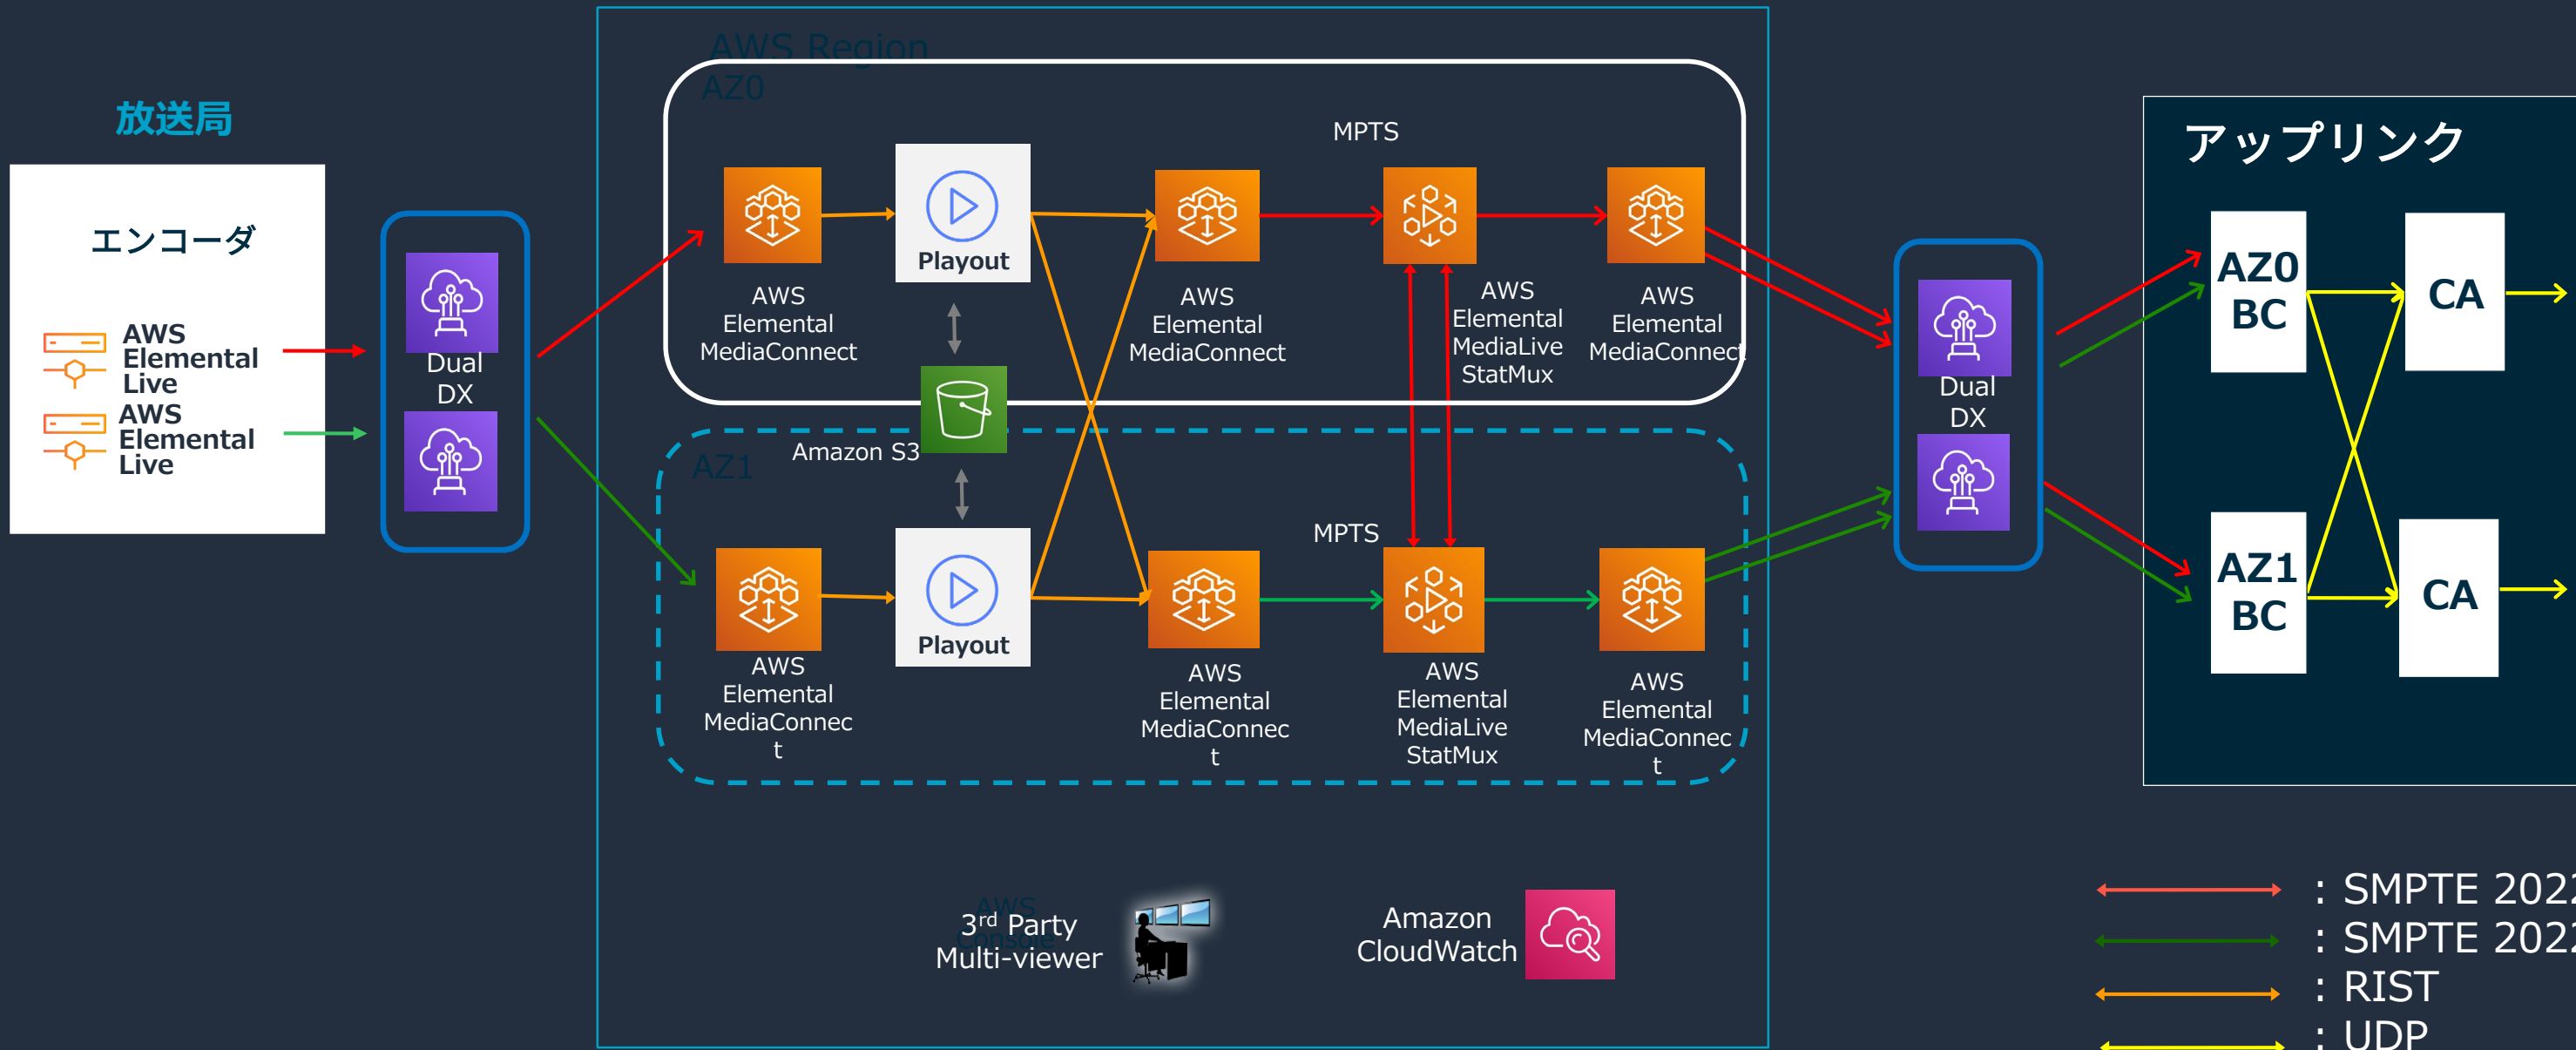 放送局
エンコーダ
AWS
Elemental
Live
AWS
Elemental
Live
Dual
DX
AWS Region
AZ0
AWS
Elemental
MediaConnect
Playout
AWS
Elemental
MediaConnect
MPTS
AWS
Elemental
MediaLive
StatMux
AWS
Elemental
MediaConnect
Amazon S3
AZ1
AWS
Elemental
MediaConnec
t
Playout
AWS
Elemental
MediaConnec
t
MPTS
AWS
Elemental
MediaLive
StatMux
AWS
Elemental
MediaConnec
t
AWS
Console
3rd Party
Multi-viewer
Amazon
CloudWatch
Dual
DX
アップリンク
AZ0
BC
CA
AZ1
BC
CA
: SMPTE 2022
: SMPTE 2022
: RIST
: UDP